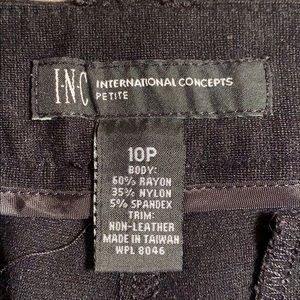 I·N·C INTERNATIONAL CONCEPTS
PETITE
10P
BODY:
60% RAYON
35% NYLON
5% SPANDEX
TRIM:
NON-LEATHER
MADE IN TAIWAN
WPL 8046